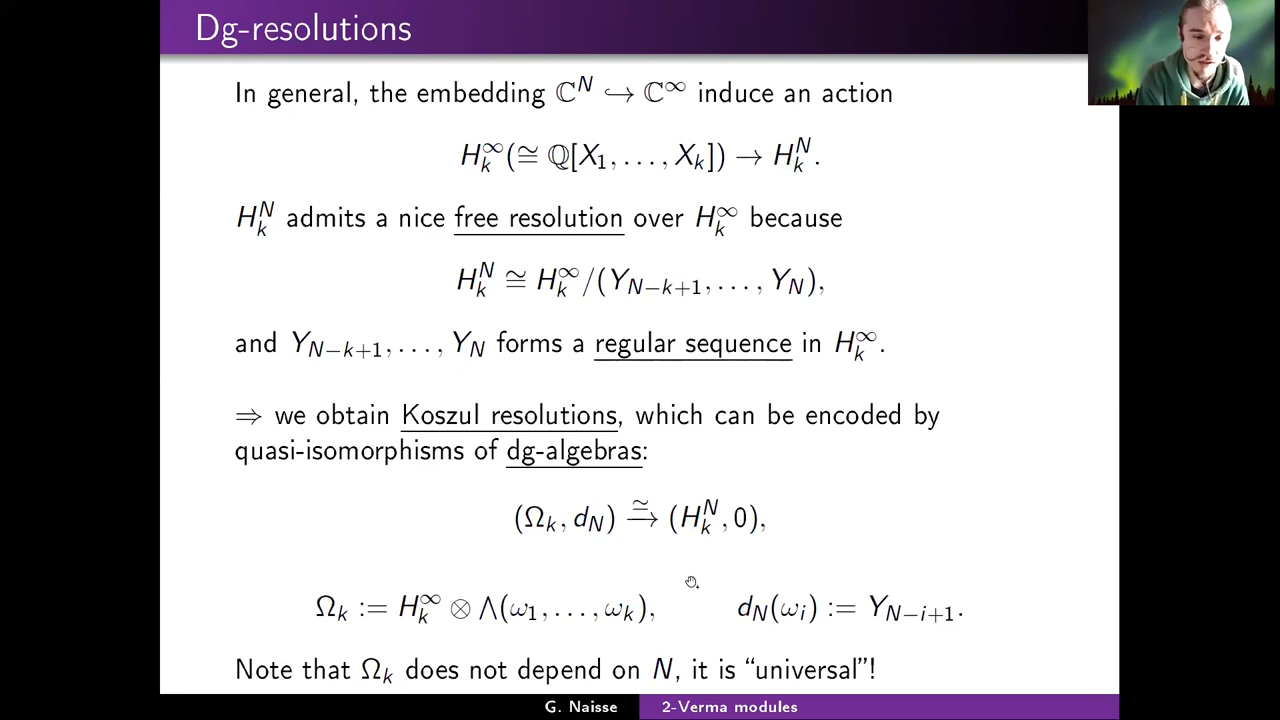 Dg-resolutions
In general, the embedding ℂ^N ↪ ℂ^∞ induce an action
H_k^∞(≅ ℚ[X_1, . . . , X_k]) → H_k^N.
H_k^N admits a nice free resolution over H_k^∞ because
H_k^N ≅ H_k^∞/(Y_{N−k+1}, . . . , Y_N),
and Y_{N−k+1}, . . . , Y_N forms a regular sequence in H_k^∞.
⇒ we obtain Koszul resolutions, which can be encoded by
quasi-isomorphisms of dg-algebras:
(Ω_k, d_N) ≃→ (H_k^N, 0),
Ω_k := H_k^∞ ⊗ ⋀(ω_1, . . . , ω_k), d_N(ω_i) := Y_{N−i+1}.
Note that Ω_k does not depend on N, it is “universal”!
G. Naisse 2-Verma modules